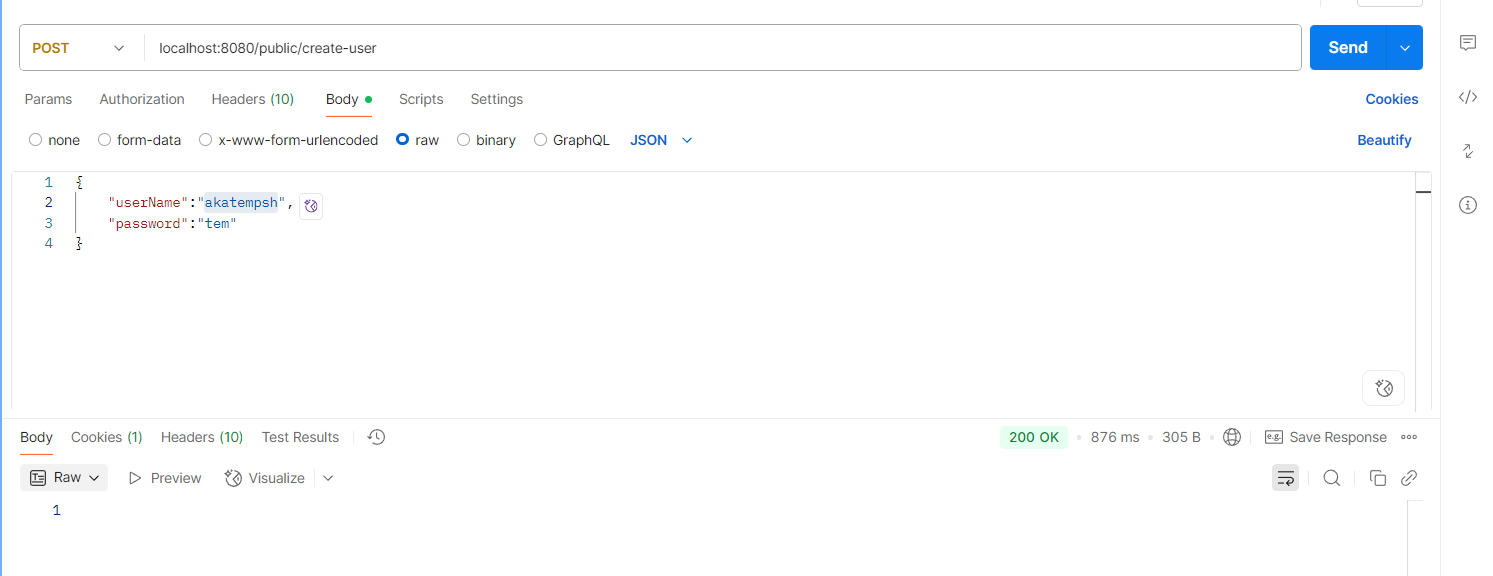 POST localhost:8080/public/create-user Send
Params Authorization Headers (10) Body Scripts Settings Cookies
none form-data x-www-form-urlencoded raw binary GraphQL JSON Beautify
1 {
2 "userName":"akatempsh",
3 "password":"tem"
4 }
Body Cookies (1) Headers (10) Test Results 200 OK 876 ms 305 B e.g. Save Response
Raw Preview Visualize
1